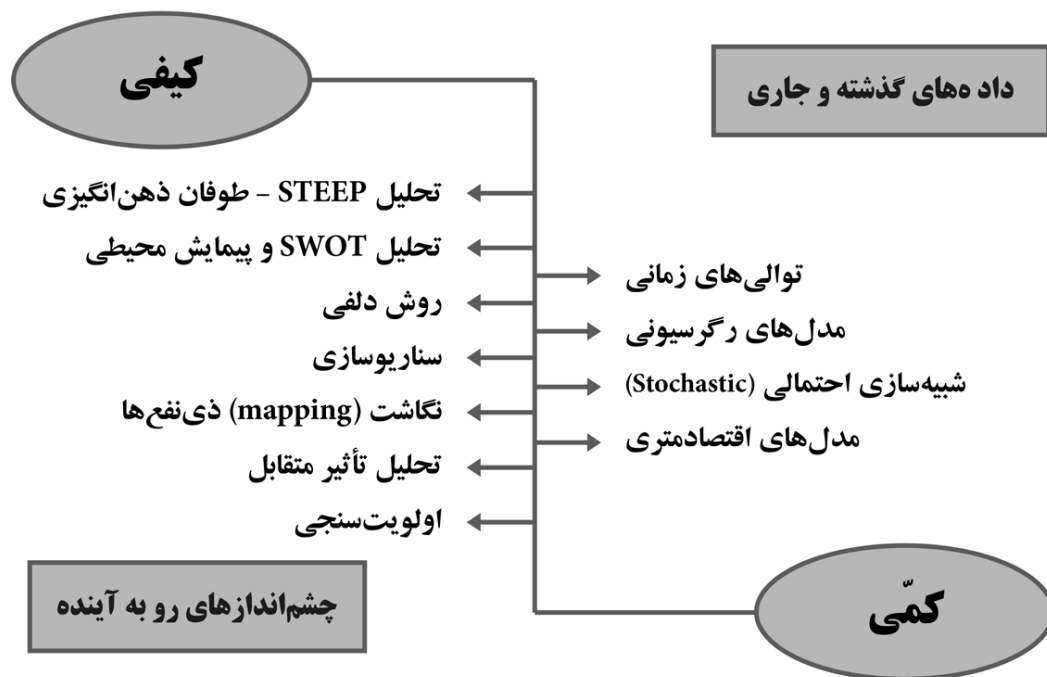 کیفی
داده‌های گذشته و جاری
تحلیل STEEP – طوفان ذهن‌انگیزی
تحلیل SWOT و پیمایش محیطی
روش دلفی
سناریوسازی
نگاشت (mapping) ذی‌نفع‌ها
تحلیل تأثیر متقابل
اولویت‌سنجی
توالی‌های زمانی
مدل‌های رگرسیونی
شبیه‌سازی احتمالی (Stochastic)
مدل‌های اقتصادمتری
چشم‌اندازهای رو به آینده
کمّی